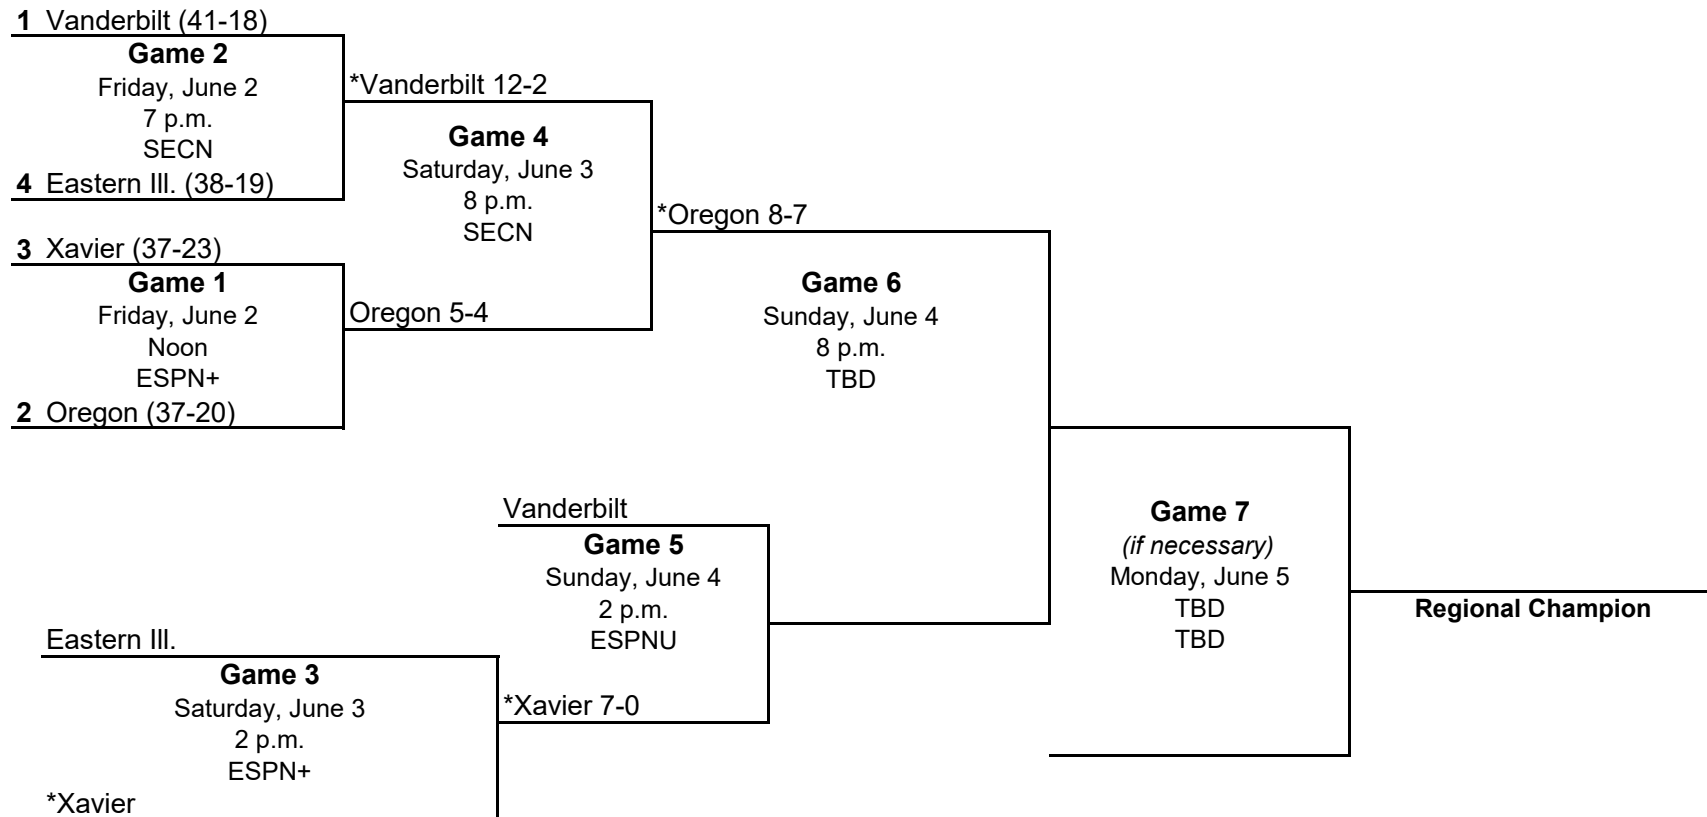 1 Vanderbilt (41-18)
Game 2
Friday, June 2
7 p.m.
SECN
4 Eastern Ill. (38-19)
*Vanderbilt 12-2
Game 4
Saturday, June 3
8 p.m.
SECN
3 Xavier (37-23)
Game 1
Friday, June 2
Noon
ESPN+
2 Oregon (37-20)
Oregon 5-4
*Oregon 8-7
Game 6
Sunday, June 4
8 p.m.
TBD
Vanderbilt
Game 5
Sunday, June 4
2 p.m.
ESPNU
Eastern Ill.
Game 3
Saturday, June 3
2 p.m.
ESPN+
*Xavier
*Xavier 7-0
Game 7
(if necessary)
Monday, June 5
TBD
TBD
Regional Champion